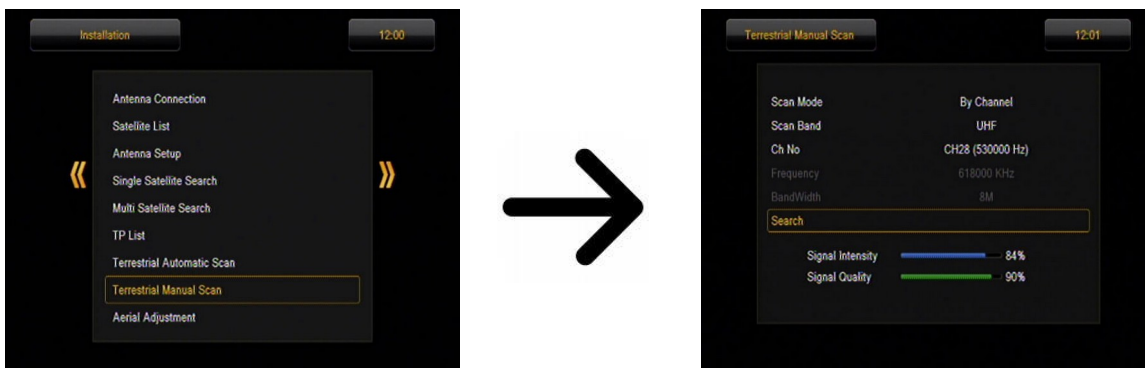 Installation
12:00
Antenna Connection
Satellite List
Antenna Setup
Single Satellite Search
Multi Satellite Search
TP List
Terrestrial Automatic Scan
Terrestrial Manual Scan
Aerial Adjustment
Terrestrial Manual Scan
12:01
Scan Mode By Channel
Scan Band UHF
Ch No CH28 (530000 Hz)
Frequency 618000 KHz
BandWidth 8M
Search
Signal Intensity 84%
Signal Quality 90%